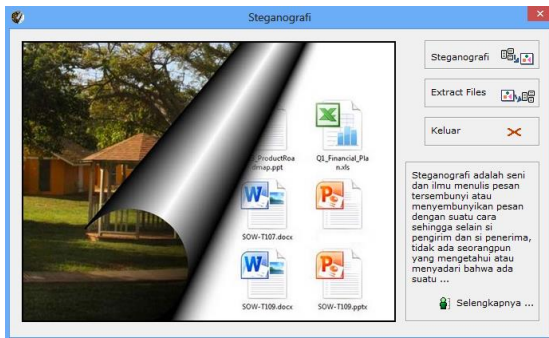 Steganografi
Steganografi
Extract Files
Keluar
_ProductRoa
dmap.ppt
Q1_Financial_Pla
n.xls
SOW-T107.docx
SOW-T109.docx
SOW-T109.pptx
Steganografi adalah seni
dan ilmu menulis pesan
tersembunyi atau
menyembunyikan pesan
dengan suatu cara
sehingga selain si
pengirim dan si penerima,
tidak ada seorangpun
yang mengetahui atau
menyadari bahwa ada
suatu ...
Selengkapnya ...